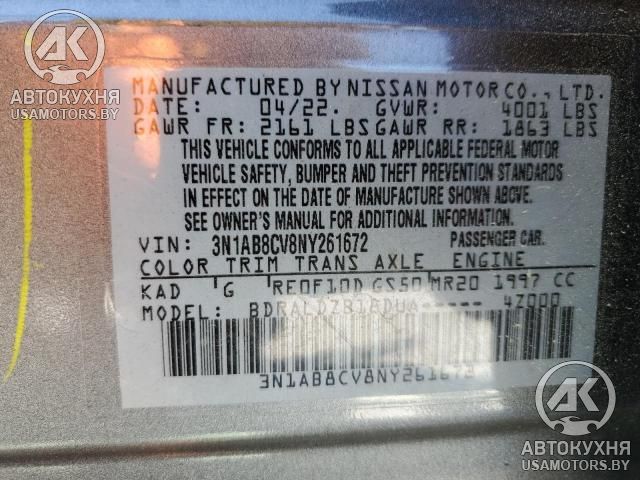 АВТОКУХНЯ
USAMOTORS.BY
MANUFACTURED BY NISSAN MOTOR CO., LTD.
DATE: 04/22. GVWR: 4001 LBS
GAWR FR: 2161 LBS GAWR RR: 1863 LBS
THIS VEHICLE CONFORMS TO ALL APPLICABLE FEDERAL MOTOR
VEHICLE SAFETY, BUMPER AND THEFT PREVENTION STANDARDS
IN EFFECT ON THE DATE OF MANUFACTURE SHOWN ABOVE.
SEE OWNER'S MANUAL FOR ADDITIONAL INFORMATION.
VIN: 3N1AB8CV8NY261672 PASSENGER CAR.
COLOR TRIM TRANS AXLE ENGINE
KAD G RE0F10D GS50 MR20 1997 CC
MODEL: BDRALDZB18DUA----- 4Z000
3N1AB8CV8NY261672
АВТОКУХНЯ
USAMOTORS.BY